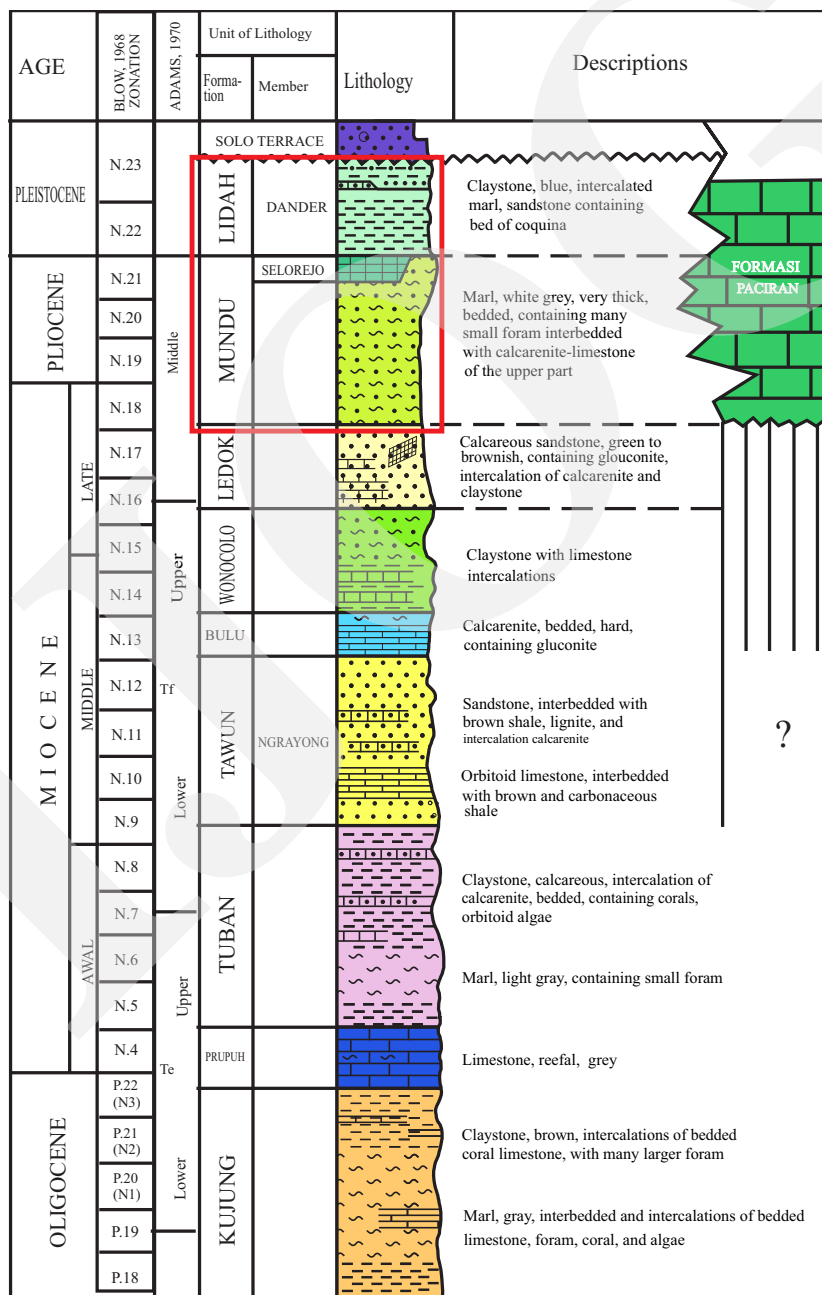 AGE
BLOW, 1968
ZONATION
ADAMS, 1970
Unit of Lithology
Forma-
tion
Member
Lithology
Descriptions
PLEISTOCENE
PLIOCENE
MIOCENE
LATE
MIDDLE
AWAL
OLIGOCENE
N.23
N.22
N.21
N.20
N.19
N.18
N.17
N.16
N.15
N.14
N.13
N.12
N.11
N.10
N.9
N.8
N.7
N.6
N.5
N.4
P.22
(N3)
P.21
(N2)
P.20
(N1)
P.19
P.18
Middle
Upper
Tf
Lower
Upper
Te
Lower
SOLO TERRACE
LIDAH
DANDER
MUNDU
SELOREJO
LEDOK
WONOCOLO
BULU
TAWUN
NGRAYONG
TUBAN
PRUPUH
KUJUNG
Claystone, blue, intercalated
marl, sandstone containing
bed of coquina
Marl, white grey, very thick,
bedded, containing many
small foram interbedded
with calcarenite-limestone
of the upper part
Calcareous sandstone, green to
brownish, containing glouconite,
intercalation of calcarenite and
claystone
Claystone with limestone
intercalations
Calcarenite, bedded, hard,
containing gluconite
Sandstone, interbedded with
brown shale, lignite, and
intercalation calcarenite
Orbitoid limestone, interbedded
with brown and carbonaceous
shale
Claystone, calcareous, intercalation of
calcarenite, bedded, containing corals,
orbitoid algae
Marl, light gray, containing small foram
Limestone, reefal, grey
Claystone, brown, intercalations of bedded
coral limestone, with many larger foram
Marl, gray, interbedded and intercalations of bedded
limestone, foram, coral, and algae
FORMASI
PACIRAN
?